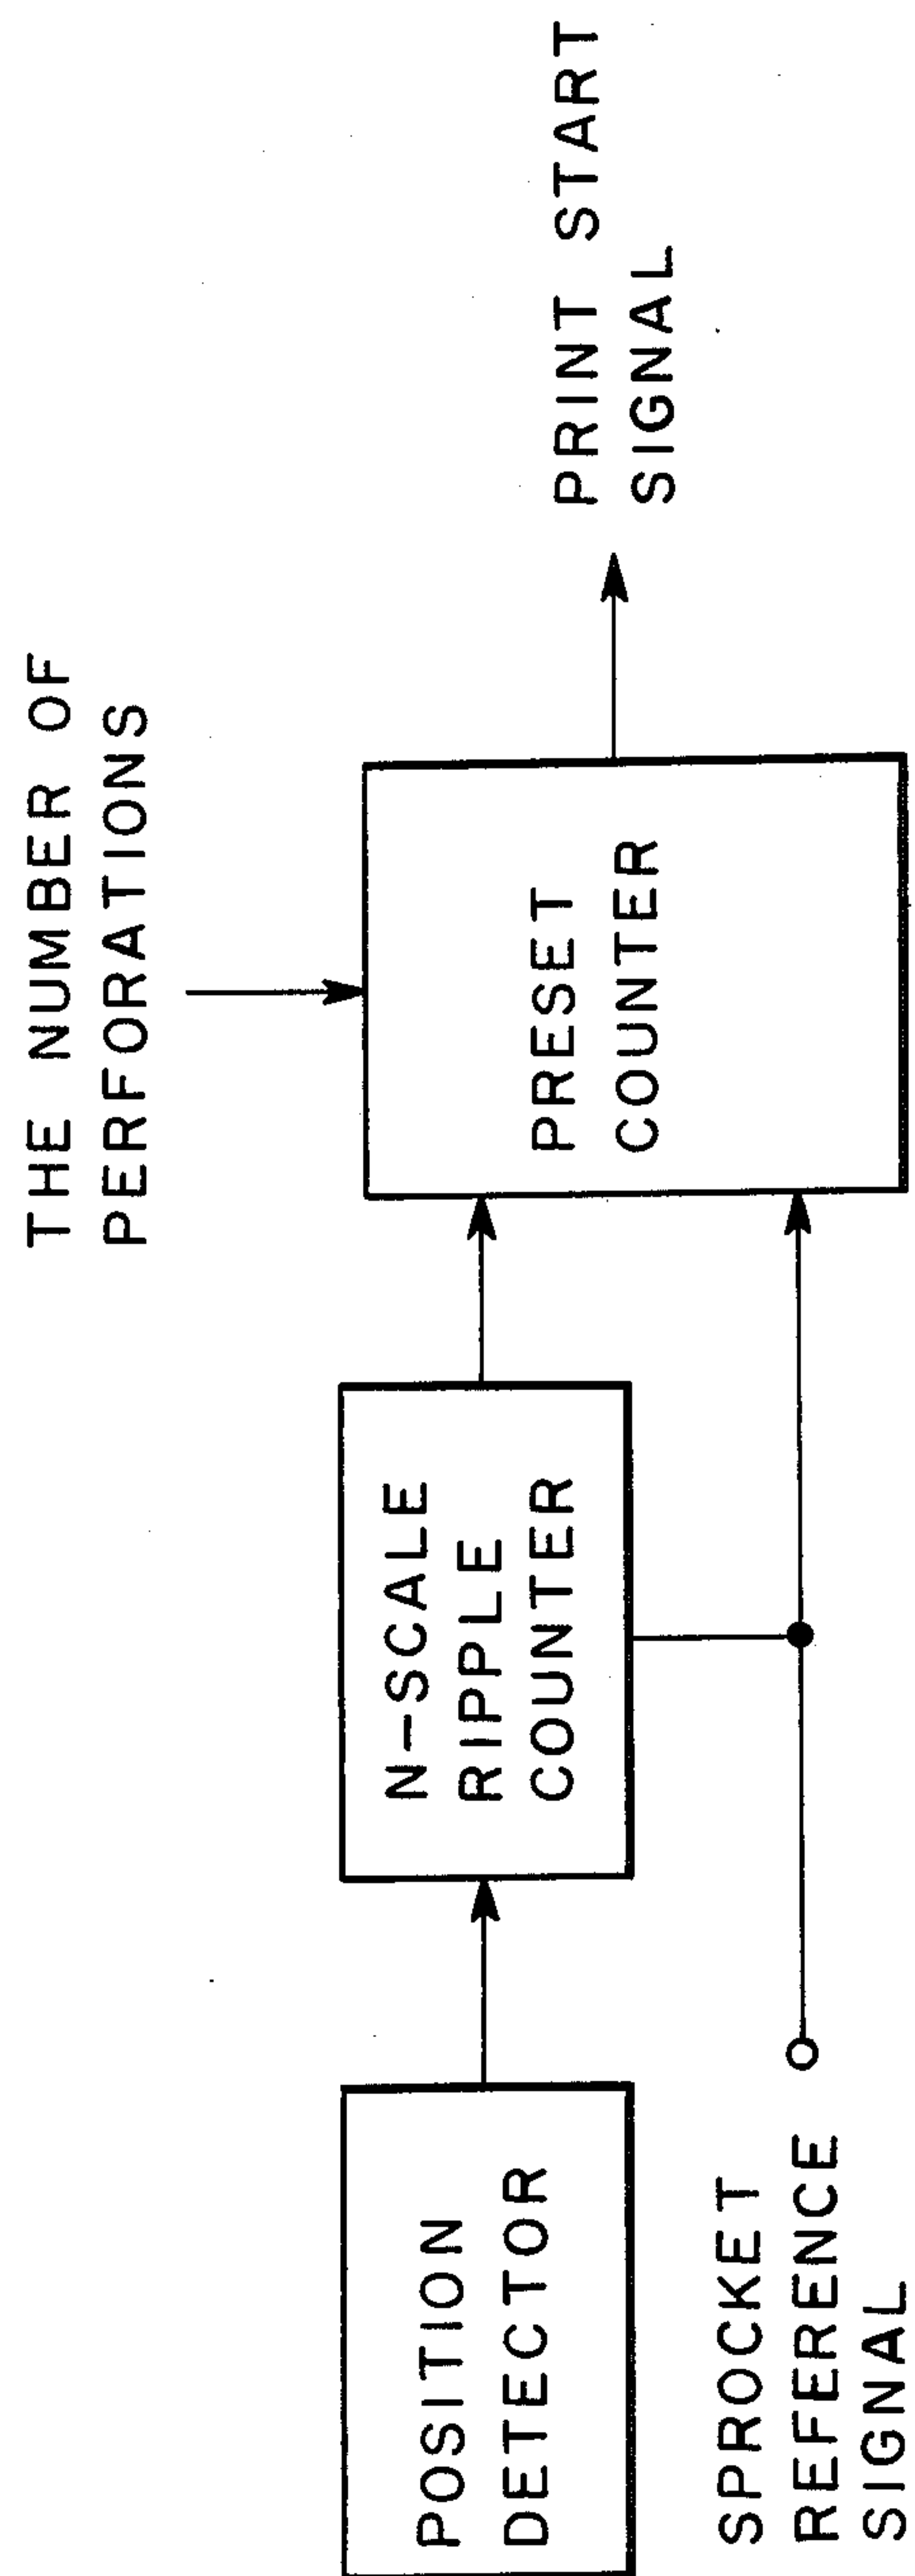 THE NUMBER OF
PERFORATIONS
POSITION
DETECTOR
N-SCALE
RIPPLE
COUNTER
PRESET
COUNTER
PRINT START
SIGNAL
SPROCKET
REFERENCE
SIGNAL